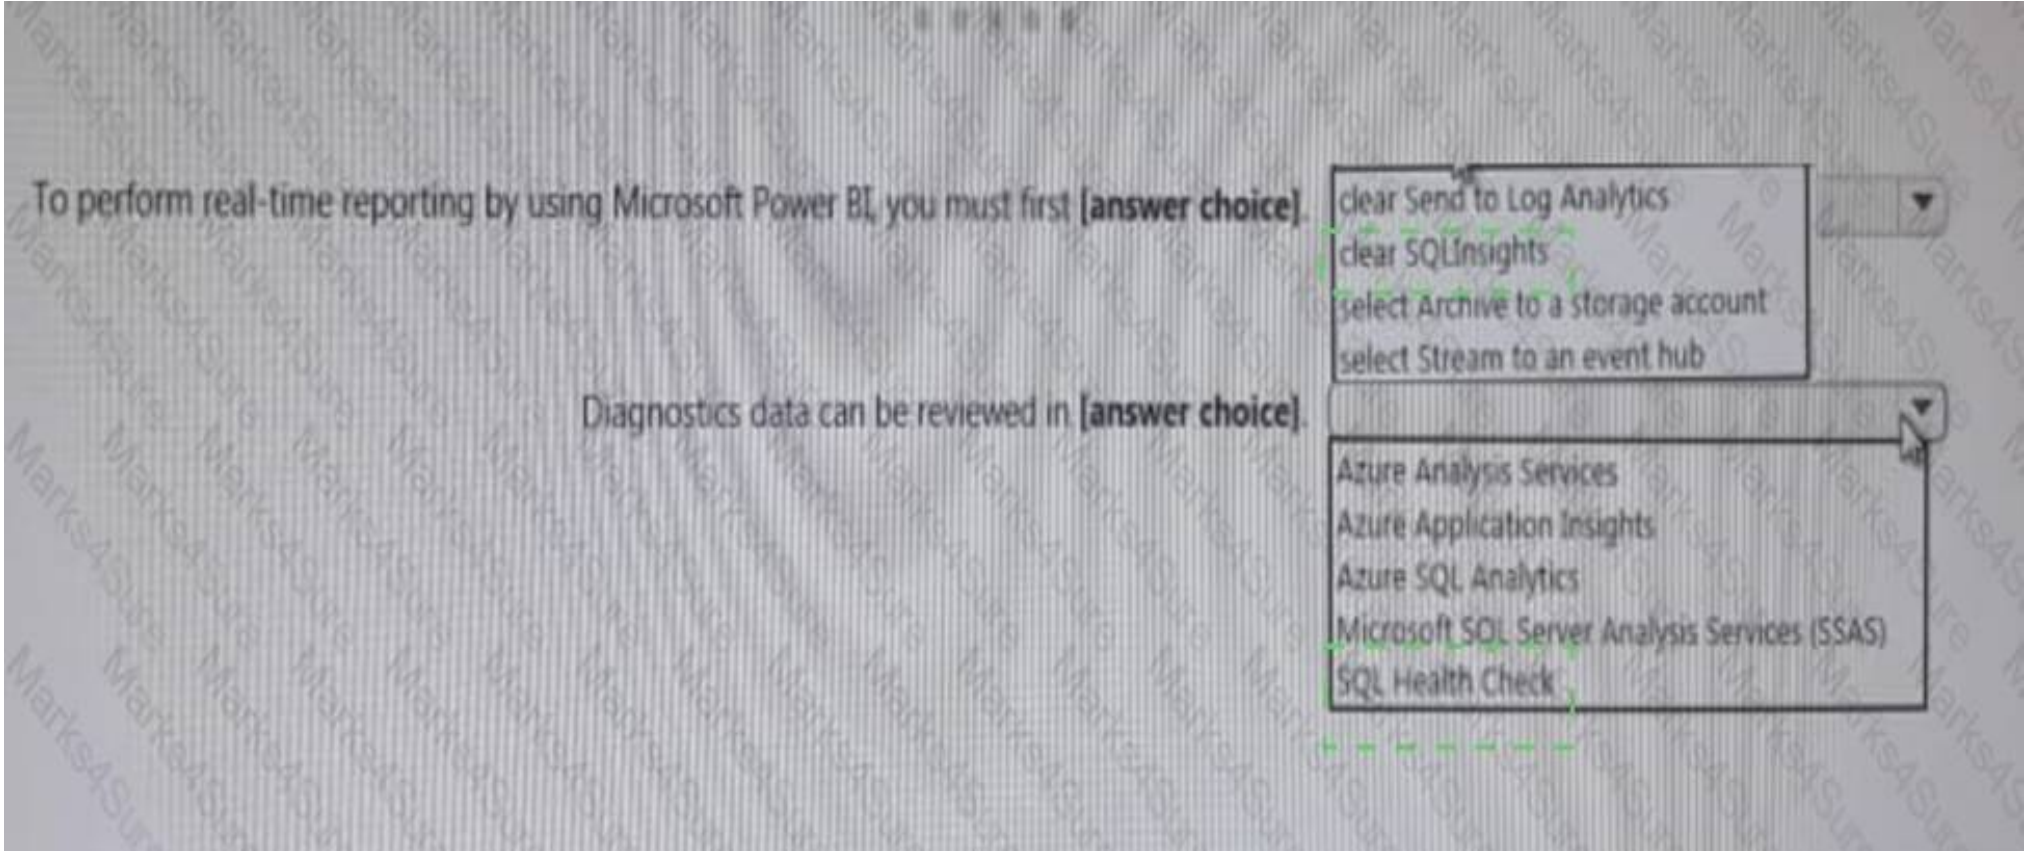 To perform real-time reporting by using Microsoft Power BI, you must first [answer choice].
clear Send to Log Analytics
clear SQLInsights
select Archive to a storage account
select Stream to an event hub
Diagnostics data can be reviewed in [answer choice].
Azure Analysis Services
Azure Application Insights
Azure SQL Analytics
Microsoft SQL Server Analysis Services (SSAS)
SQL Health Check
Marks4Sure